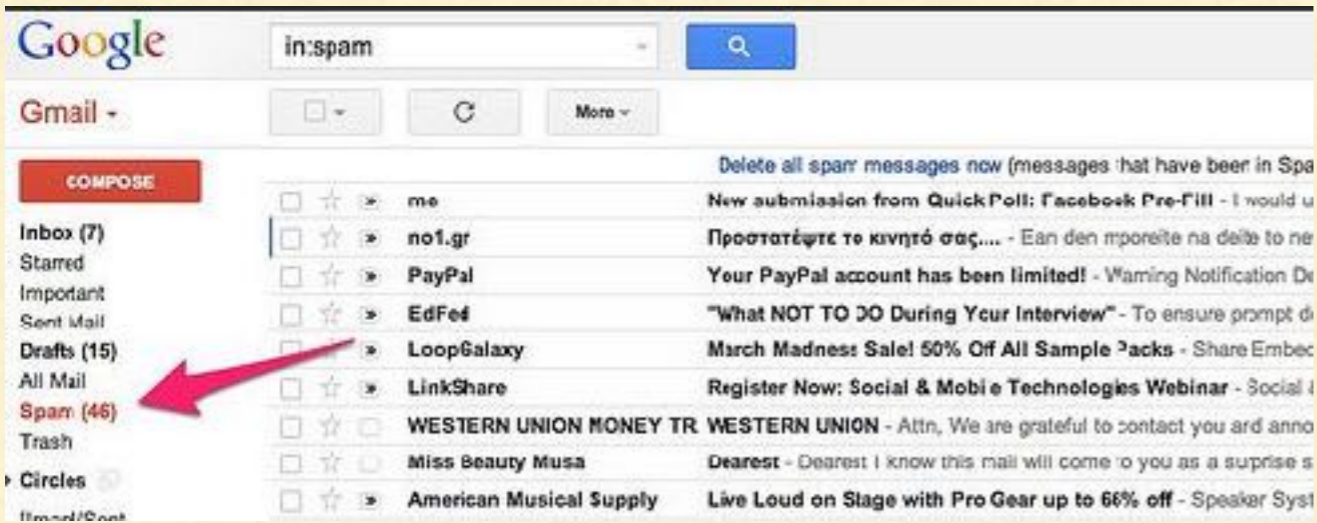 Google
in:spam
Gmail
More
Delete all spam messages now (messages that have been in Spa
COMPOSE
me New submission from Quick Poll: Facebook Pre-Fill - I would u
Inbox (7)
no1.gr Προστατέψτε το κινητό σας.... - Ean den mporeite na deite to ne
Starred
PayPal Your PayPal account has been limited! - Warning Notification De
Important
Sent Mail
EdFed "What NOT TO DO During Your Interview" - To ensure prompt d
Drafts (15)
LoopGalaxy March Madness Sale! 50% Off All Sample Packs - Share Embed
All Mail
LinkShare Register Now: Social & Mobile Technologies Webinar - Social &
Spam (46)
WESTERN UNION MONEY TR WESTERN UNION - Attn, We are grateful to contact you and anno
Trash
Miss Beauty Musa Dearest - Dearest I know this mail will come to you as a suprise s
Circles
American Musical Supply Live Loud on Stage with Pro Gear up to 66% off - Speaker Syst